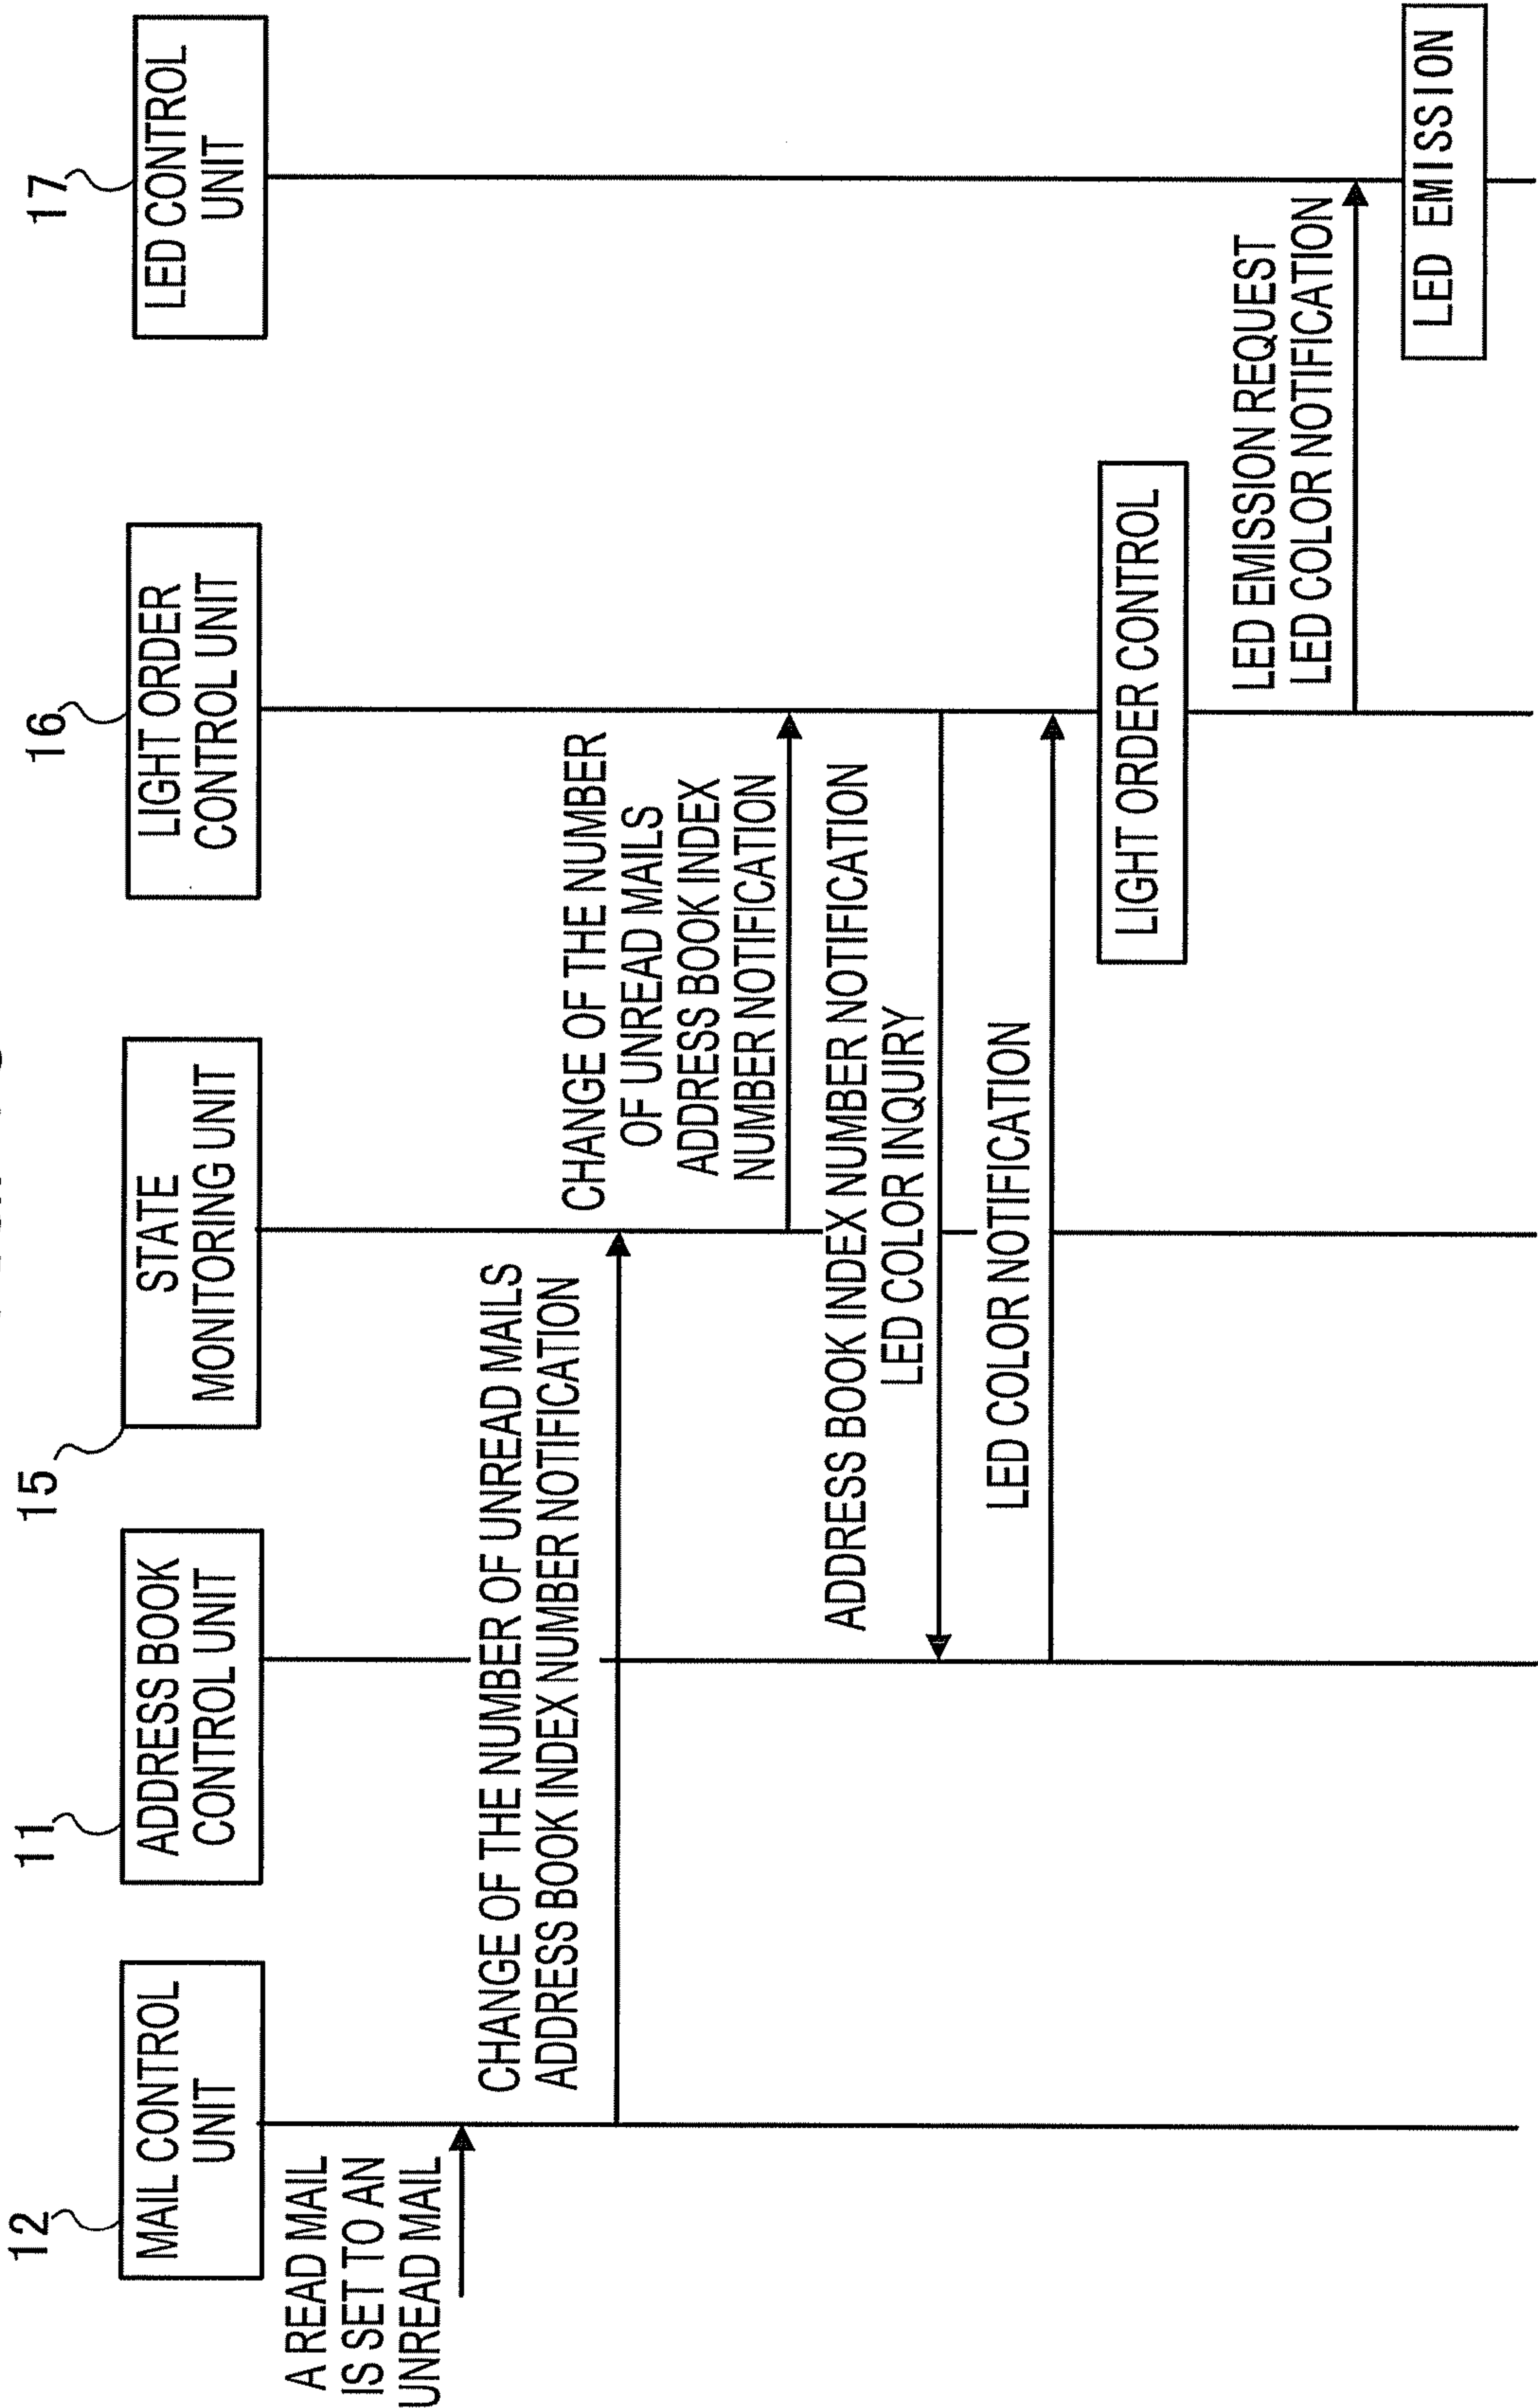 12
MAIL CONTROL
UNIT
11
ADDRESS BOOK
CONTROL UNIT
15
STATE
MONITORING UNIT
16
LIGHT ORDER
CONTROL UNIT
17
LED CONTROL
UNIT
A READ MAIL
IS SET TO AN
UNREAD MAIL
CHANGE OF THE NUMBER OF UNREAD MAILS
ADDRESS BOOK INDEX NUMBER NOTIFICATION
CHANGE OF THE NUMBER
OF UNREAD MAILS
ADDRESS BOOK INDEX
NUMBER NOTIFICATION
ADDRESS BOOK INDEX NUMBER NOTIFICATION
LED COLOR INQUIRY
LED COLOR NOTIFICATION
LIGHT ORDER CONTROL
LED EMISSION REQUEST
LED COLOR NOTIFICATION
LED EMISSION